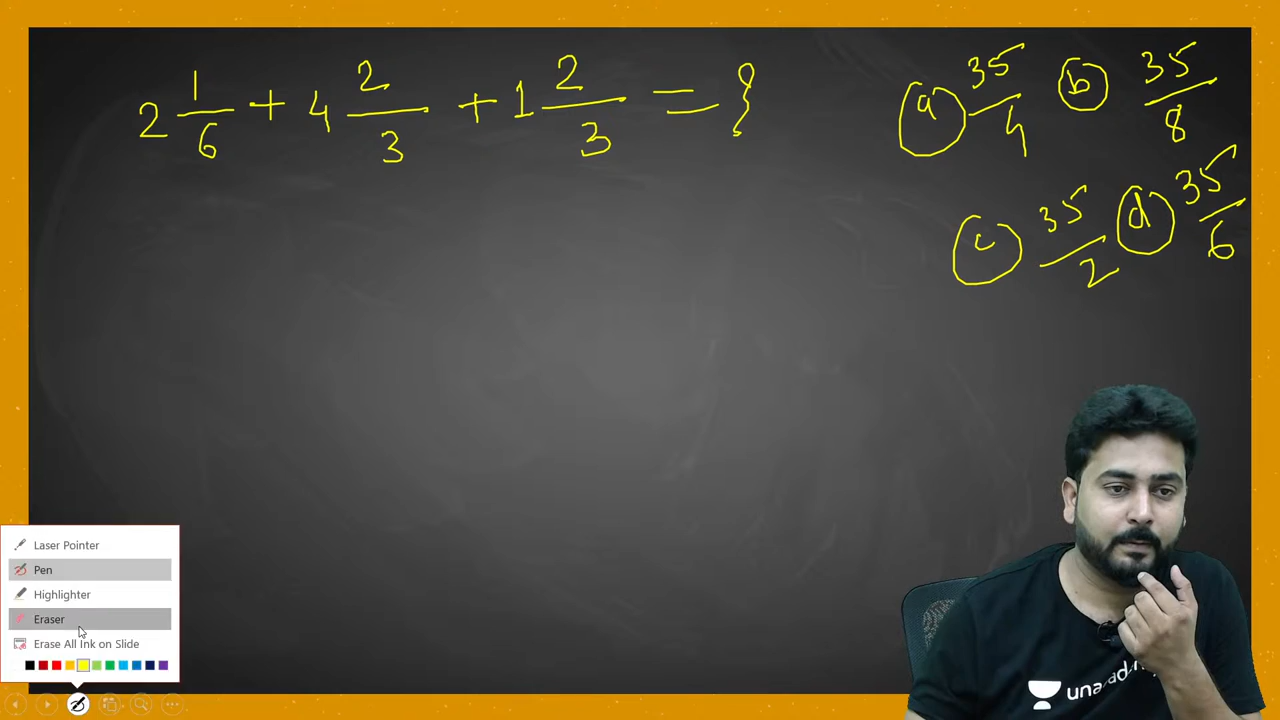 2 1/6 + 4 2/3 + 1 2/3 = }
a 35/4 b 35/8
c 35/2 d 35/6
Laser Pointer
Pen
Highlighter
Eraser
Erase All Ink on Slide